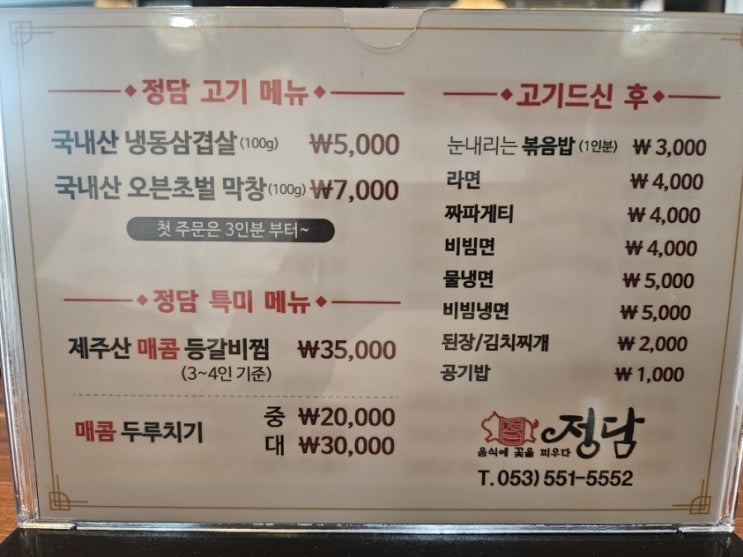 정담 고기 메뉴
국내산 냉동삼겹살(100g) ₩5,000
국내산 오븐초벌 막창(100g) ₩7,000
첫 주문은 3인분 부터~
정담 특미 메뉴
제주산 매콤 등갈비찜 ₩35,000
(3~4인 기준)
매콤 두루치기 중 ₩20,000
대 ₩30,000
고기드신 후
눈내리는 볶음밥 (1인분) ₩ 3,000
라면 ₩ 4,000
짜파게티 ₩ 4,000
비빔면 ₩ 4,000
물냉면 ₩ 5,000
비빔냉면 ₩ 5,000
된장/김치찌개 ₩ 2,000
공기밥 ₩ 1,000
정담
음식에 꽃을 피우다
T. 053) 551-5552